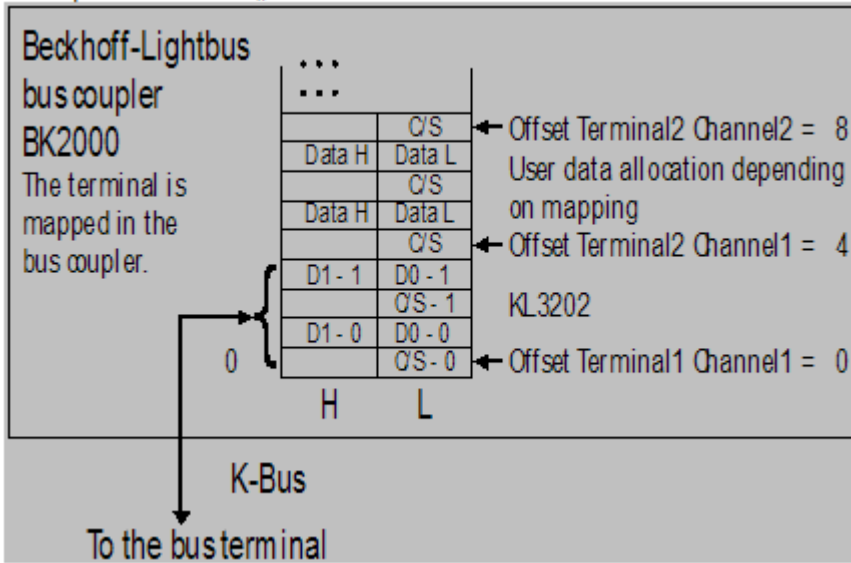 Beckhoff-Lightbus
bus coupler
BK2000
The terminal is
mapped in the
bus coupler.
...
...
C/S
Data H Data L
C/S
Data H Data L
C/S
D1 - 1 D0 - 1
C/S - 1
D1 - 0 D0 - 0
0 C/S - 0
H L
Offset Terminal2 Channel2 = 8
User data allocation depending
on mapping
Offset Terminal2 Channel1 = 4
KL3202
Offset Terminal1 Channel1 = 0
K-Bus
To the bus terminal